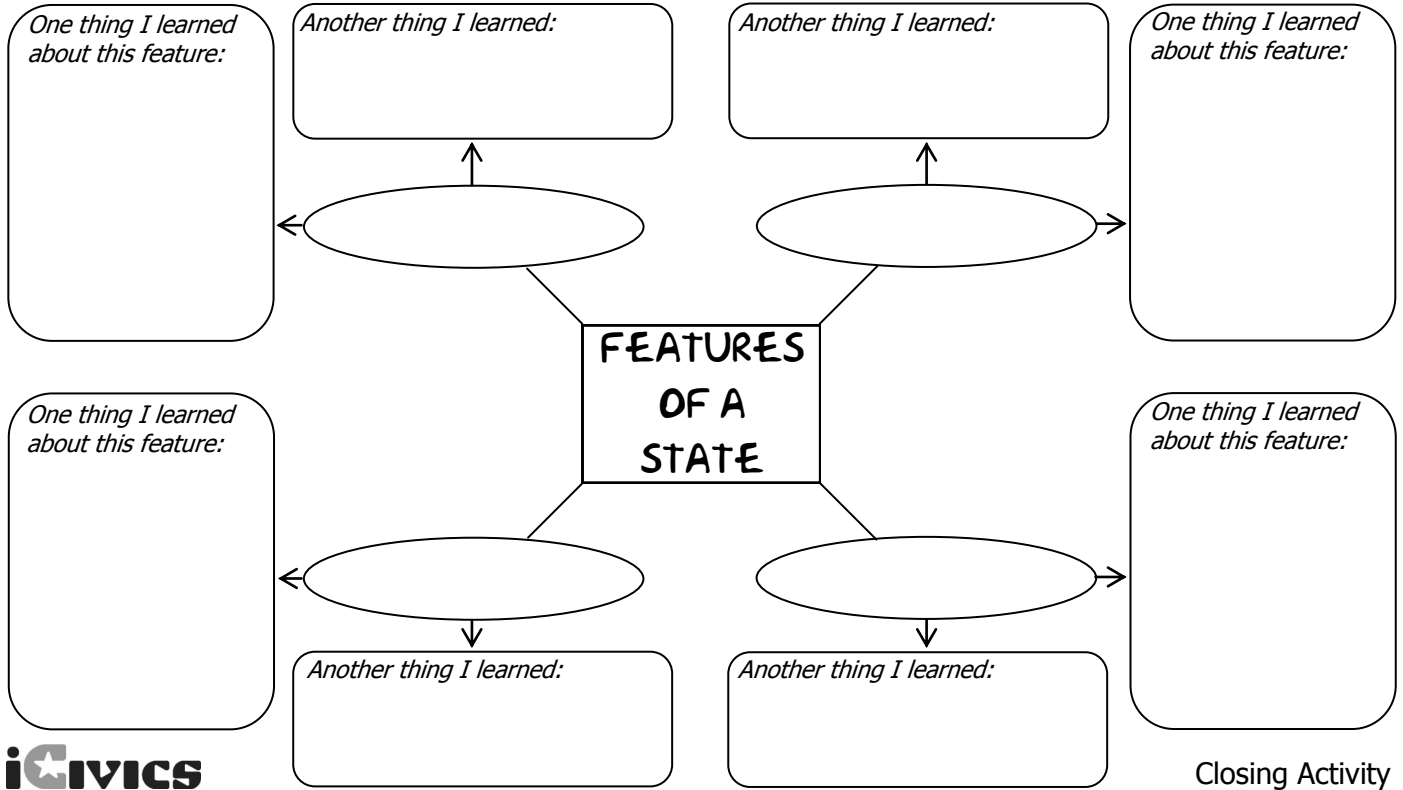 One thing I learned
about this feature:
Another thing I learned:
Another thing I learned:
One thing I learned
about this feature:
FEATURES
OF A
STATE
One thing I learned
about this feature:
One thing I learned
about this feature:
Another thing I learned:
Another thing I learned:
iCIVICS
Closing Activity